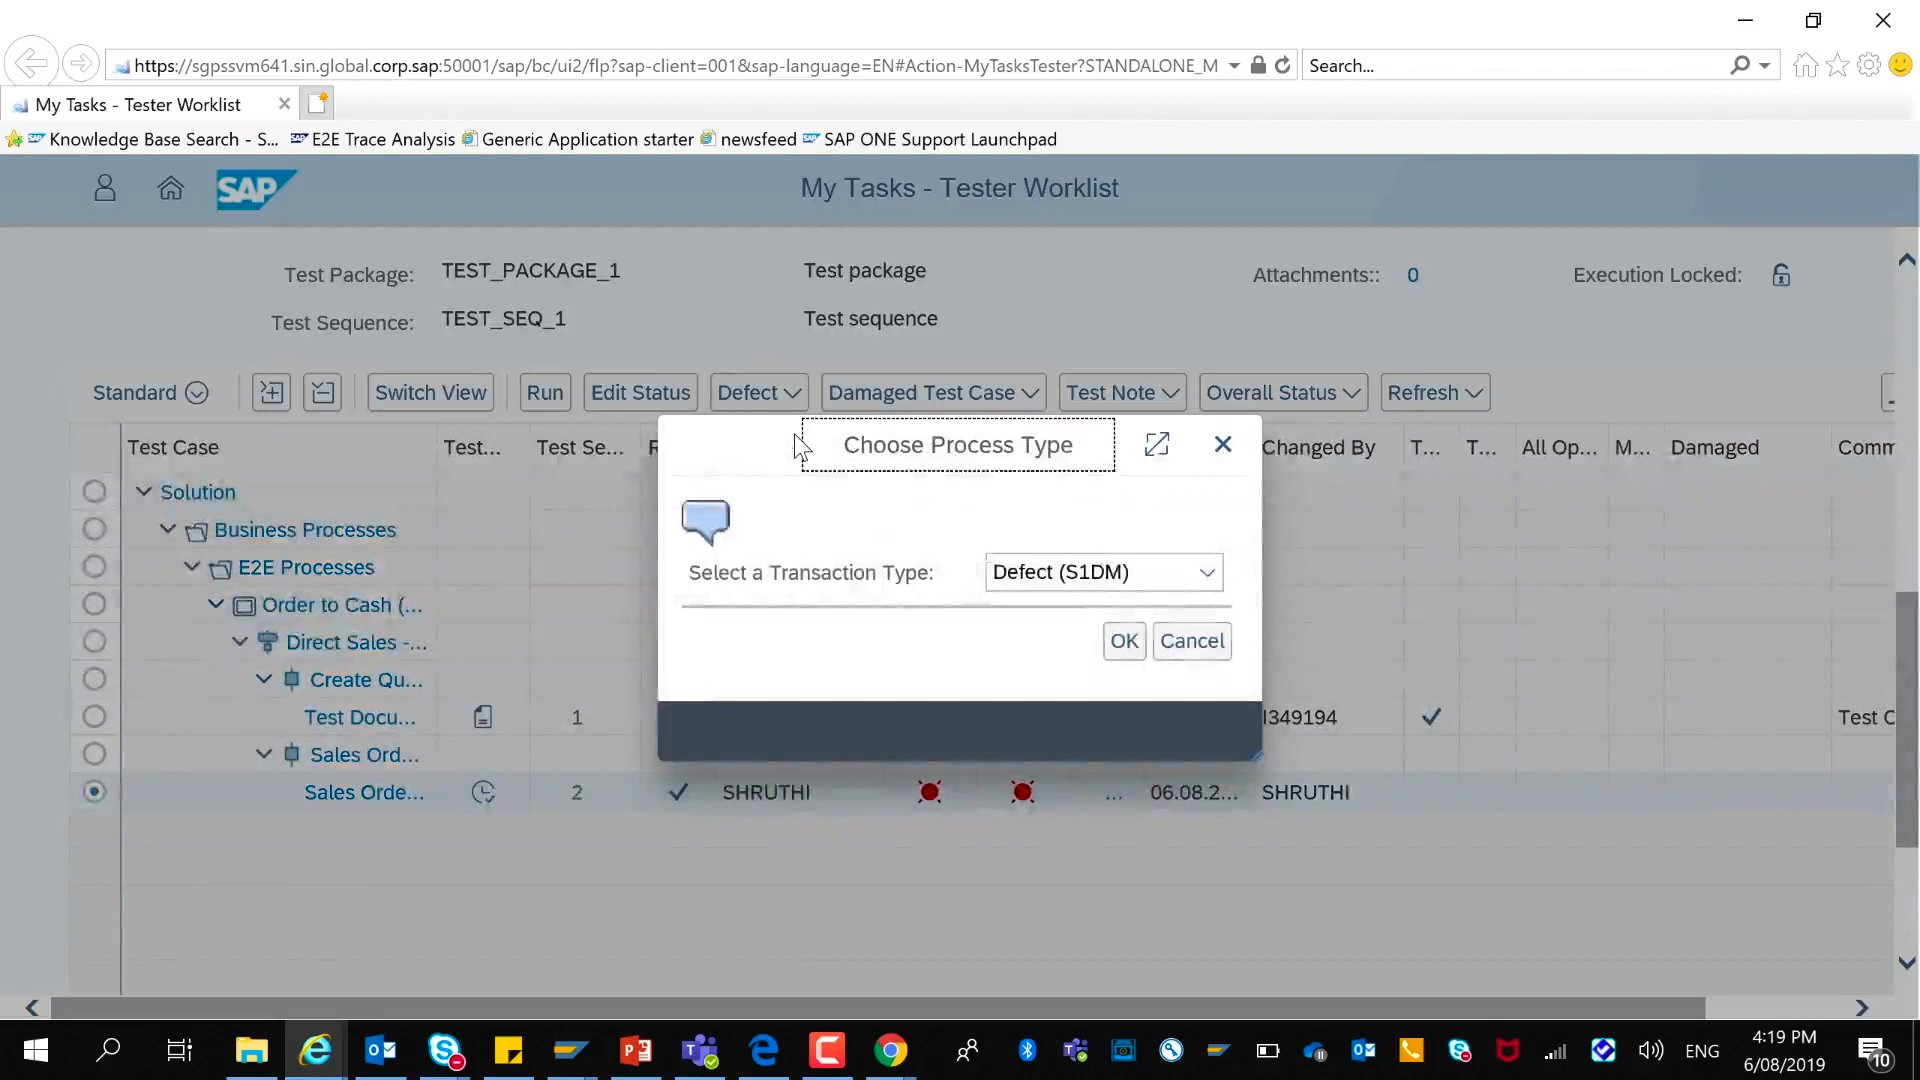 https://sgpssvm641.sin.global.corp.sap:50001/sap/bc/ui2/flp?sap-client=001&sap-language=EN#Action-MyTasksTester?STANDALONE_M
Search...
My Tasks - Tester Worklist
Knowledge Base Search - S...
E2E Trace Analysis
Generic Application starter
newsfeed
SAP ONE Support Launchpad
SAP
My Tasks - Tester Worklist
Test Package: TEST_PACKAGE_1 Test package Attachments:: 0 Execution Locked:
Test Sequence: TEST_SEQ_1 Test sequence
Standard Switch View Run Edit Status Defect Damaged Test Case Test Note Overall Status Refresh
Test Case Test... Test Se... Changed By T... T... All Op... M... Damaged Comm
Choose Process Type
Select a Transaction Type: Defect (S1DM)
OK Cancel
Solution
Business Processes
E2E Processes
Order to Cash (...
Direct Sales -...
Create Qu...
Test Docu... 1 I349194 Test C
Sales Ord...
Sales Orde... 2 SHRUTHI ... 06.08.2... SHRUTHI
ENG
4:19 PM
6/08/2019
10